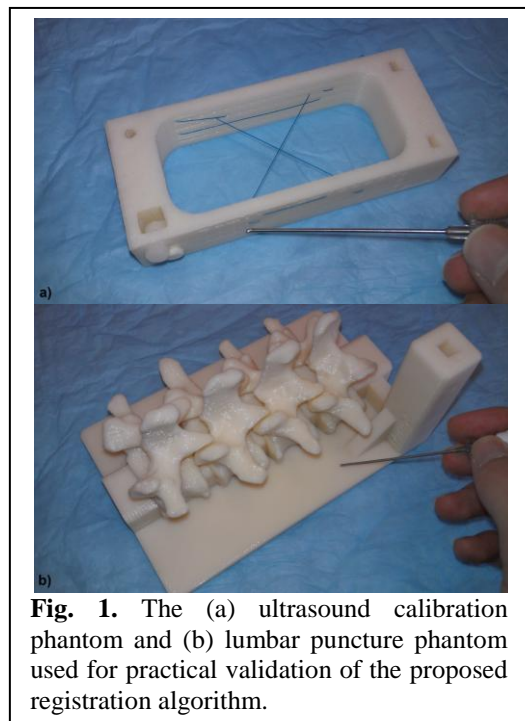 a)
b)
Fig. 1. The (a) ultrasound calibration
phantom and (b) lumbar puncture phantom
used for practical validation of the proposed
registration algorithm.